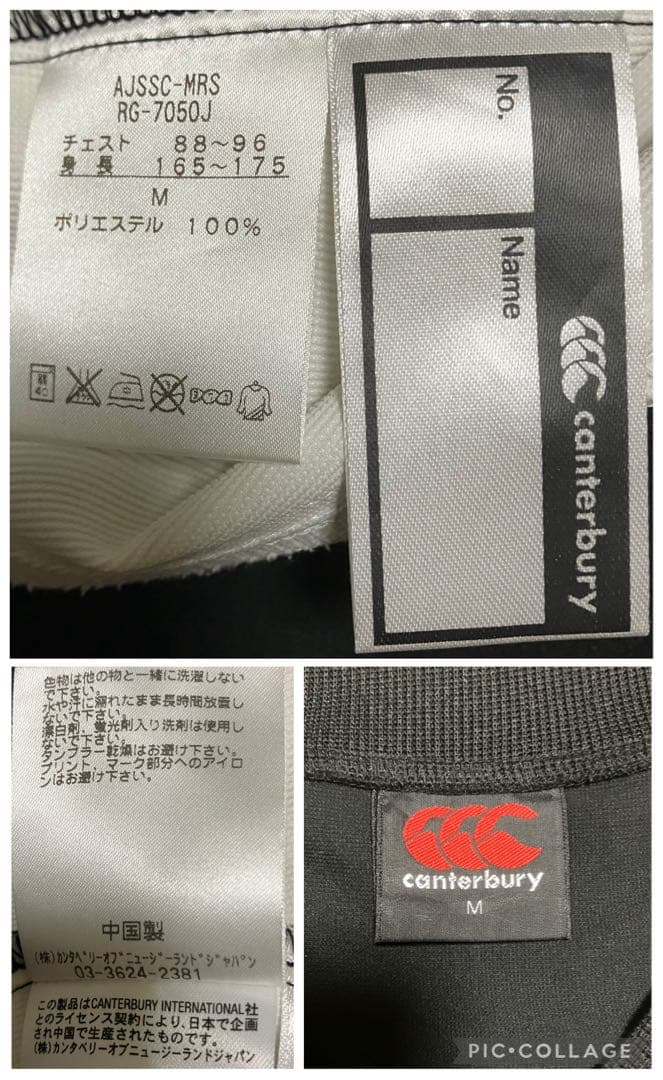 AJSSC-MRS
RG-7050J
チェスト 88～96
身長 165～175
M
ポリエステル 100%
No.
Name
canterbury
色物は他の物と一緒に洗濯しない
で下さい。
水や汗に濡れたまま長時間放置し
ないで下さい。
漂白剤、蛍光剤入り洗剤は使用し
ないで下さい。
タンブラー乾燥はお避け下さい。
プリント、マーク部分へのアイロ
ンはお避け下さい。
中国製
(株)カンタベリーオブニュージーランドジャパン
03-3624-2381
この製品はCANTERBURY INTERNATIONAL社
とのライセンス契約により、日本で企画
され中国で生産されたものです。
(株)カンタベリーオブニュージーランドジャパン
canterbury
M
PIC•COLLAGE